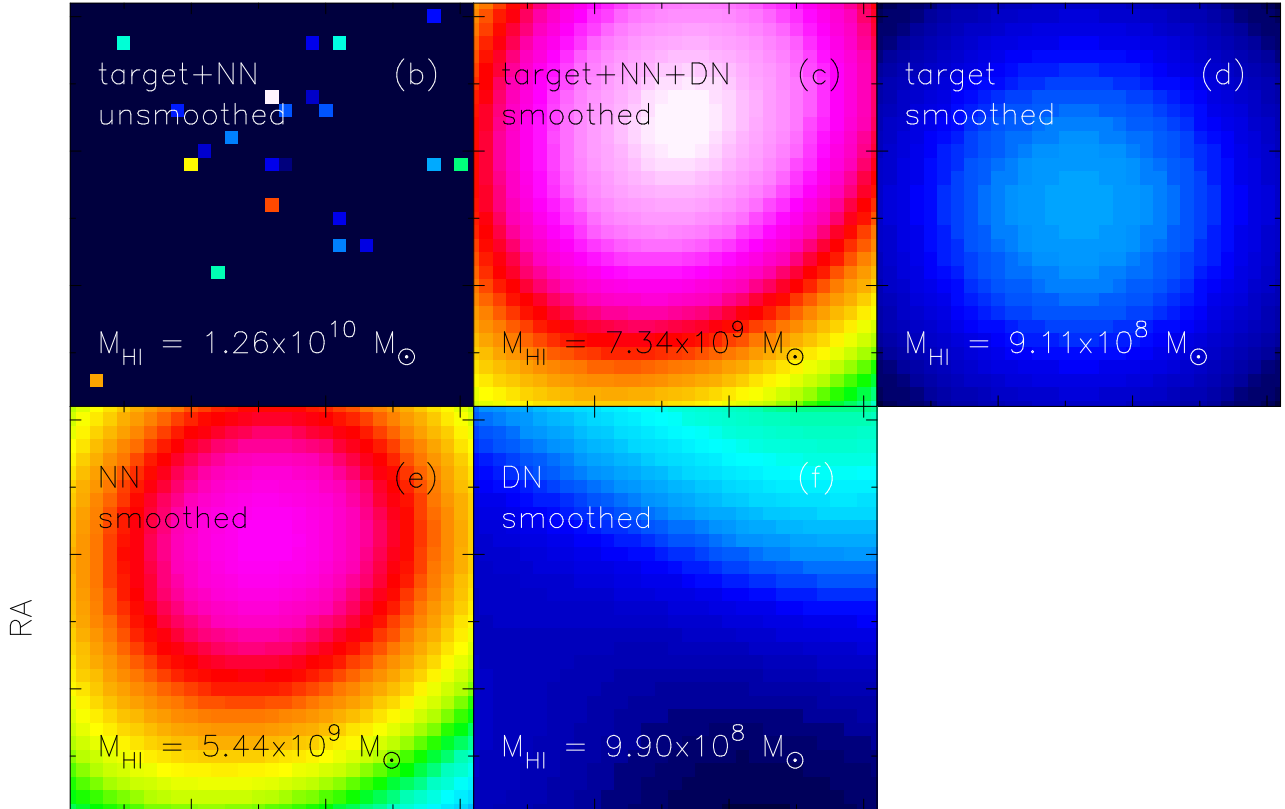 target+NN (b)
unsmoothed
M_HI = 1.26x10^10 M_⊙
target+NN+DN (c)
smoothed
M_HI = 7.34x10^9 M_⊙
target (d)
smoothed
M_HI = 9.11x10^8 M_⊙
NN (e)
smoothed
M_HI = 5.44x10^9 M_⊙
DN (f)
smoothed
M_HI = 9.90x10^8 M_⊙
RA